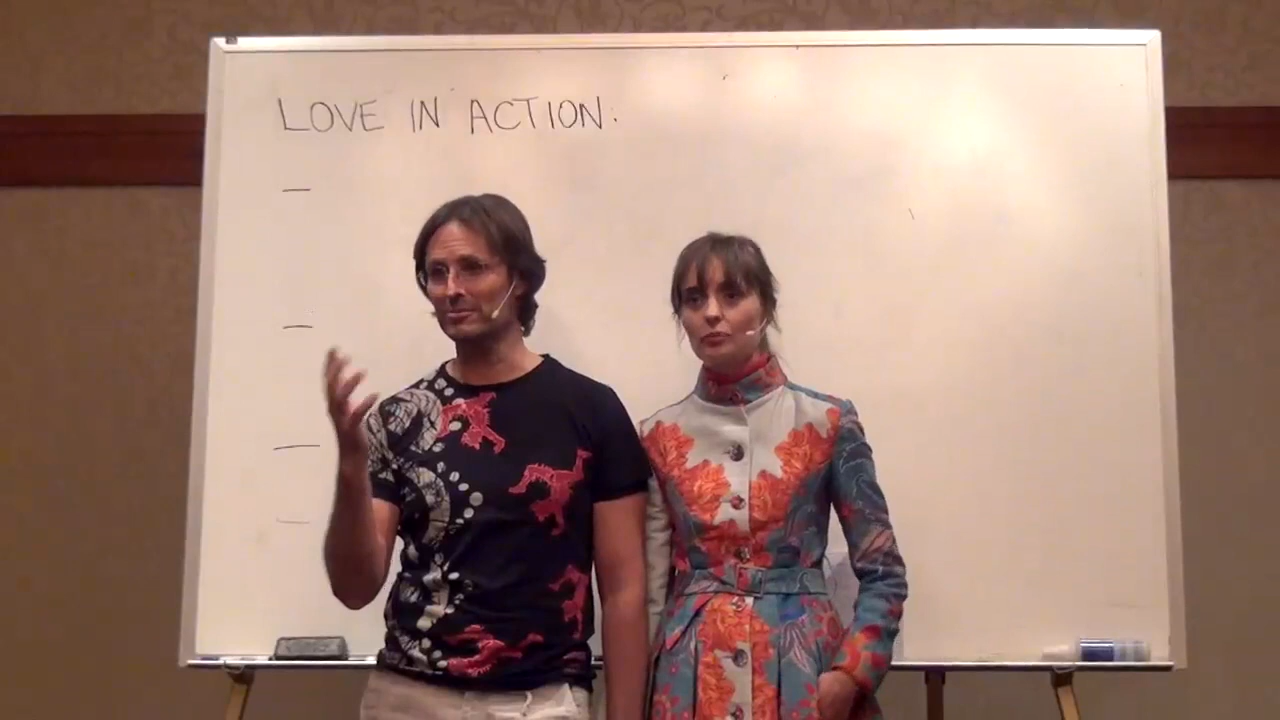 LOVE IN ACTION:
—
—
—
—